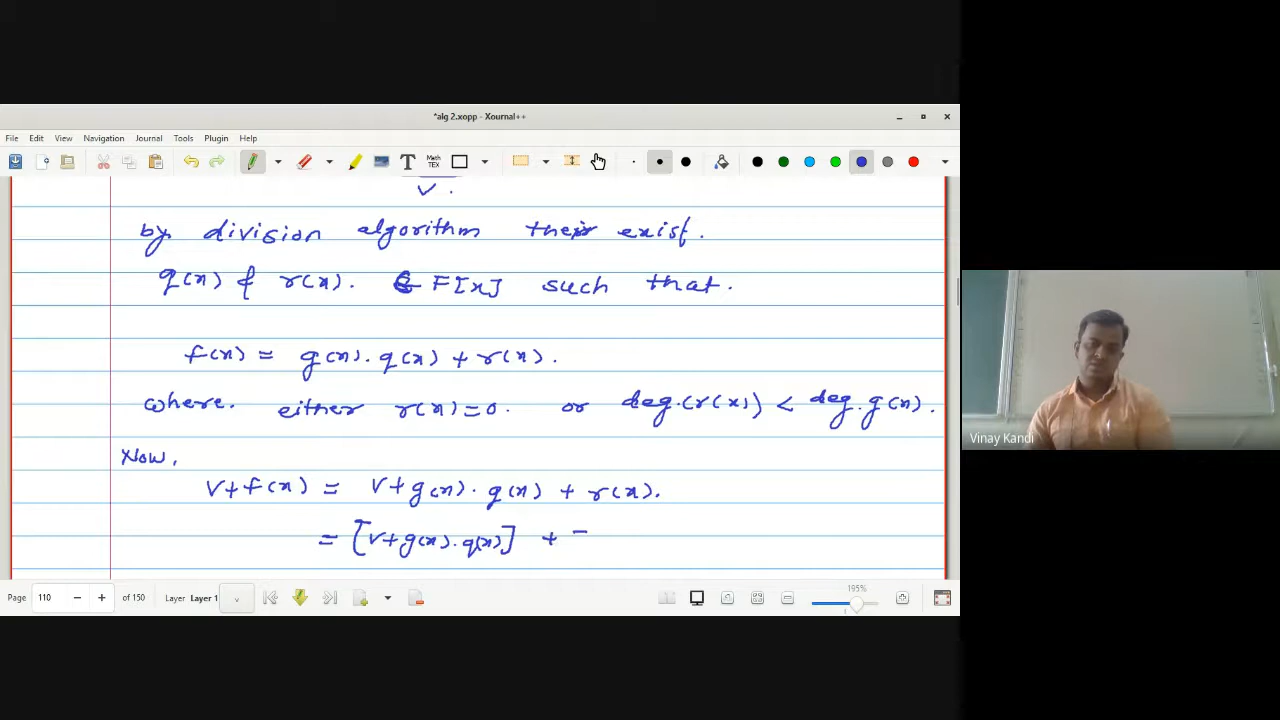 *alg 2.xopp - Xournal++
File Edit View Navigation Journal Tools Plugin Help
V.
by division algorithm their exist.
q(x) & r(x). ∈ F[x] such that.
f(x) = g(x). q(x) + r(x).
where. either r(x)=0. or deg.(r(x)) < deg. g(x).
Now,
V+f(x) = V+g(x). q(x) + r(x).
= [V+g(x). q(x)] +
Vinay Kandi
Page 110 of 150 Layer Layer 1 195%